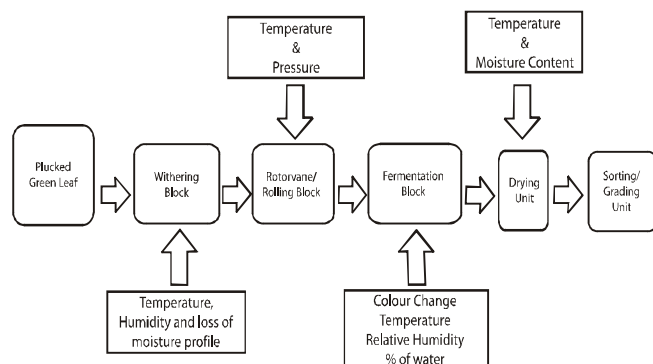 Temperature
&
Pressure
Temperature
&
Moisture Content
Plucked
Green Leaf
Withering
Block
Rotorvane/
Rolling Block
Fermentation
Block
Drying
Unit
Sorting/
Grading
Unit
Temperature,
Humidity and loss of
moisture profile
Colour Change
Temperature
Relative Humidity
% of water